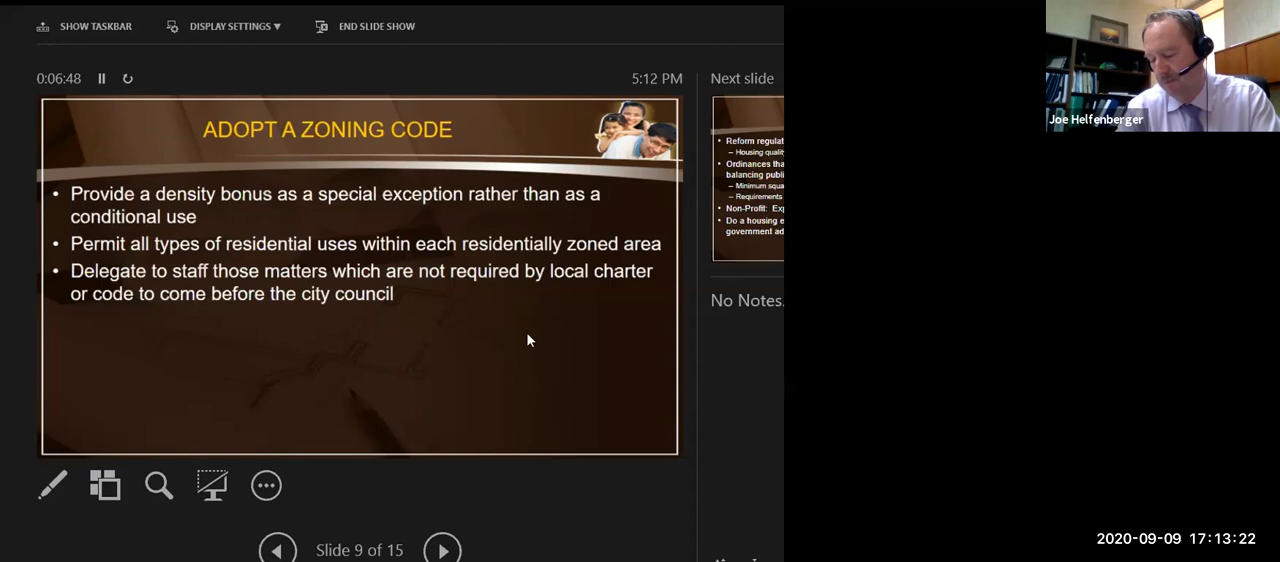 SHOW TASKBAR
DISPLAY SETTINGS
END SLIDE SHOW
0:06:48
5:12 PM
Next slide
ADOPT A ZONING CODE
• Provide a density bonus as a special exception rather than as a
conditional use
• Permit all types of residential uses within each residentially zoned area
• Delegate to staff those matters which are not required by local charter
or code to come before the city council
• Reform regulat
– Housing quali
• Ordinances tha
balancing publi
– Minimum squa
– Requirements
• Non-Profit: Ex
• Do a housing e
government ad
No Notes.
Slide 9 of 15
Joe Helfenberger
2020-09-09 17:13:22